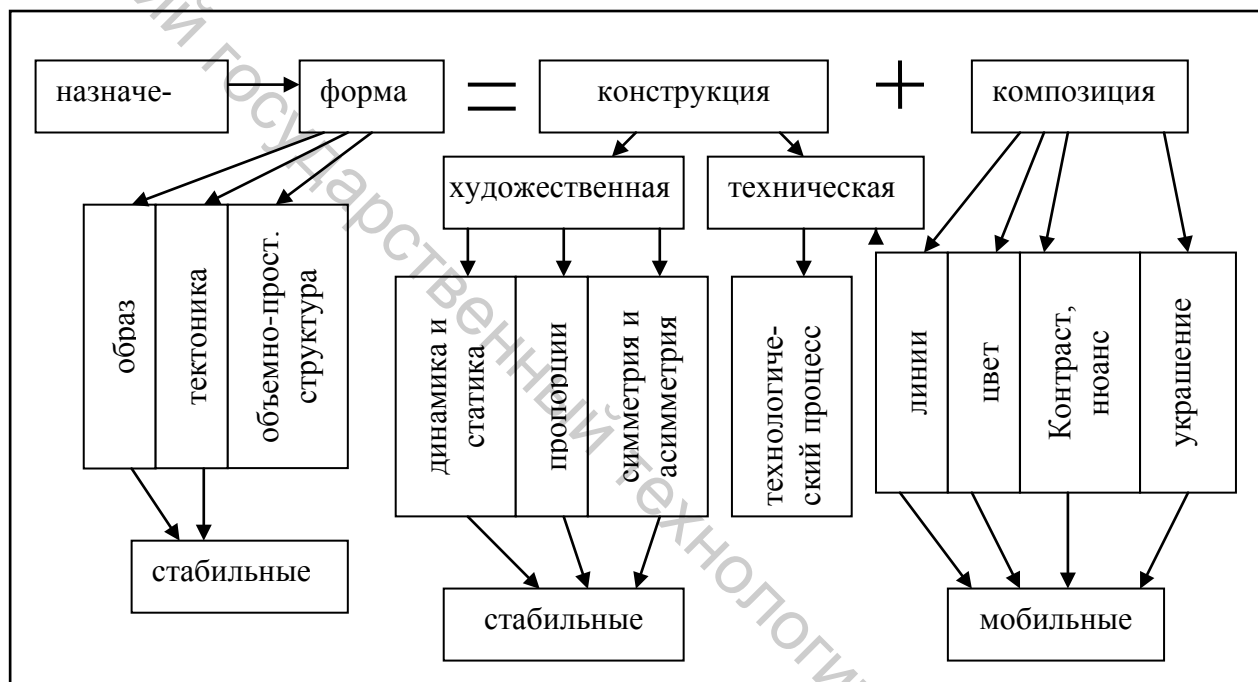 назначе-
форма
=
конструкция
+
композиция
художественная
техническая
образ
тектоника
объемно-прост.
структура
динамика и
статика
пропорции
симметрия и
асимметрия
технологиче-
ский процесс
линии
цвет
Контраст,
нюанс
украшение
стабильные
стабильные
мобильные
государственный